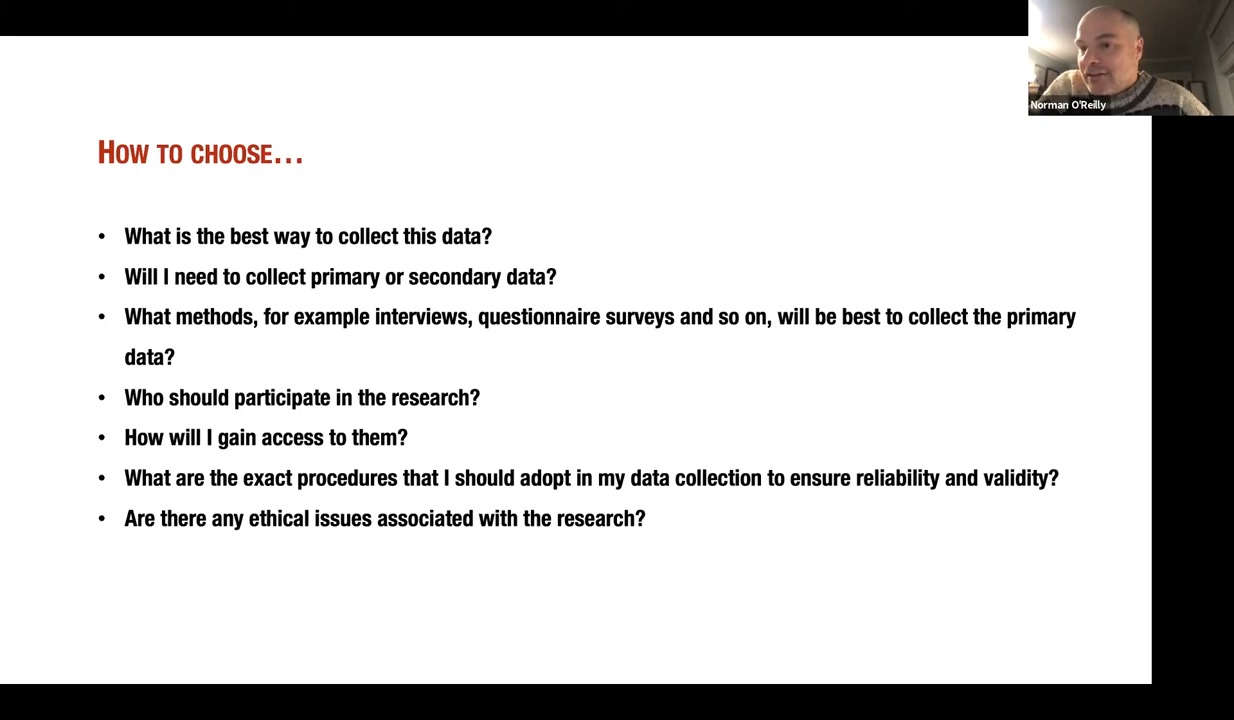 Norman O'Reilly
HOW TO CHOOSE…
• What is the best way to collect this data?
• Will I need to collect primary or secondary data?
• What methods, for example interviews, questionnaire surveys and so on, will be best to collect the primary
data?
• Who should participate in the research?
• How will I gain access to them?
• What are the exact procedures that I should adopt in my data collection to ensure reliability and validity?
• Are there any ethical issues associated with the research?